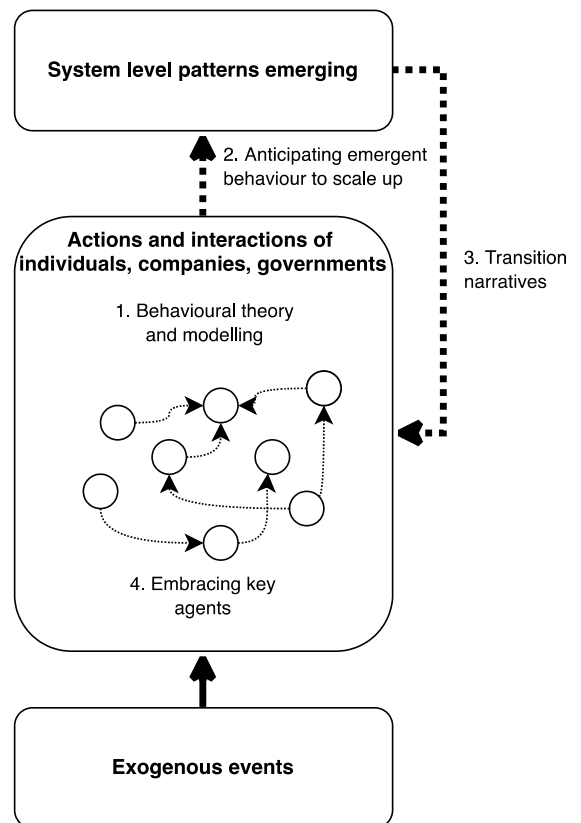 System level patterns emerging
2. Anticipating emergent
behaviour to scale up
Actions and interactions of
individuals, companies, governments
3. Transition
narratives
1. Behavioural theory
and modelling
4. Embracing key
agents
Exogenous events